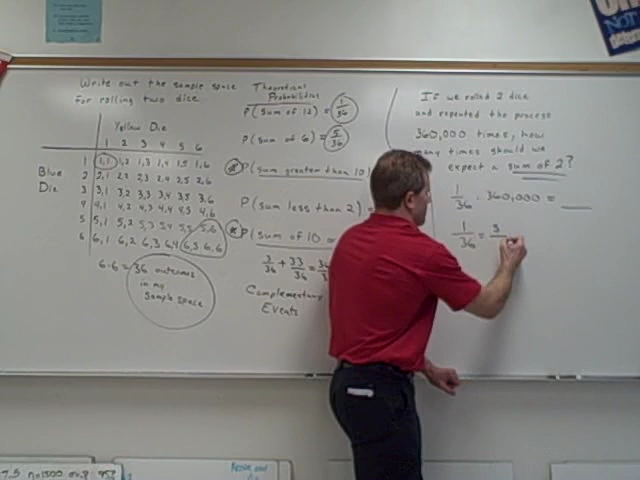 Write out the sample space
for rolling two dice.
Yellow Die
1 2 3 4 5 6
Blue
Die
1 1,1 1,2 1,3 1,4 1,5 1,6
2 2,1 2,2 2,3 2,4 2,5 2,6
3 3,1 3,2 3,3 3,4 3,5 3,6
4 4,1 4,2 4,3 4,4 4,5 4,6
5 5,1 5,2 5,3 5,4 5,5 5,6
6 6,1 6,2 6,3 6,4 6,5 6,6
6·6 = 36 outcomes
in my
sample space
Theoretical
Probabilities
P(sum of 12) = 1/36
P(sum of 6) = 5/36
P(sum greater than 10)
P(sum less than 2) =
P(sum of 10
3/36 + 33/36 = 36
Complementary
Events
If we rolled 2 dice
and repeated the process
360,000 times, how
many times should we
expect a sum of 2?
1/36 · 360,000 = ___
1/36 = 3
NOT